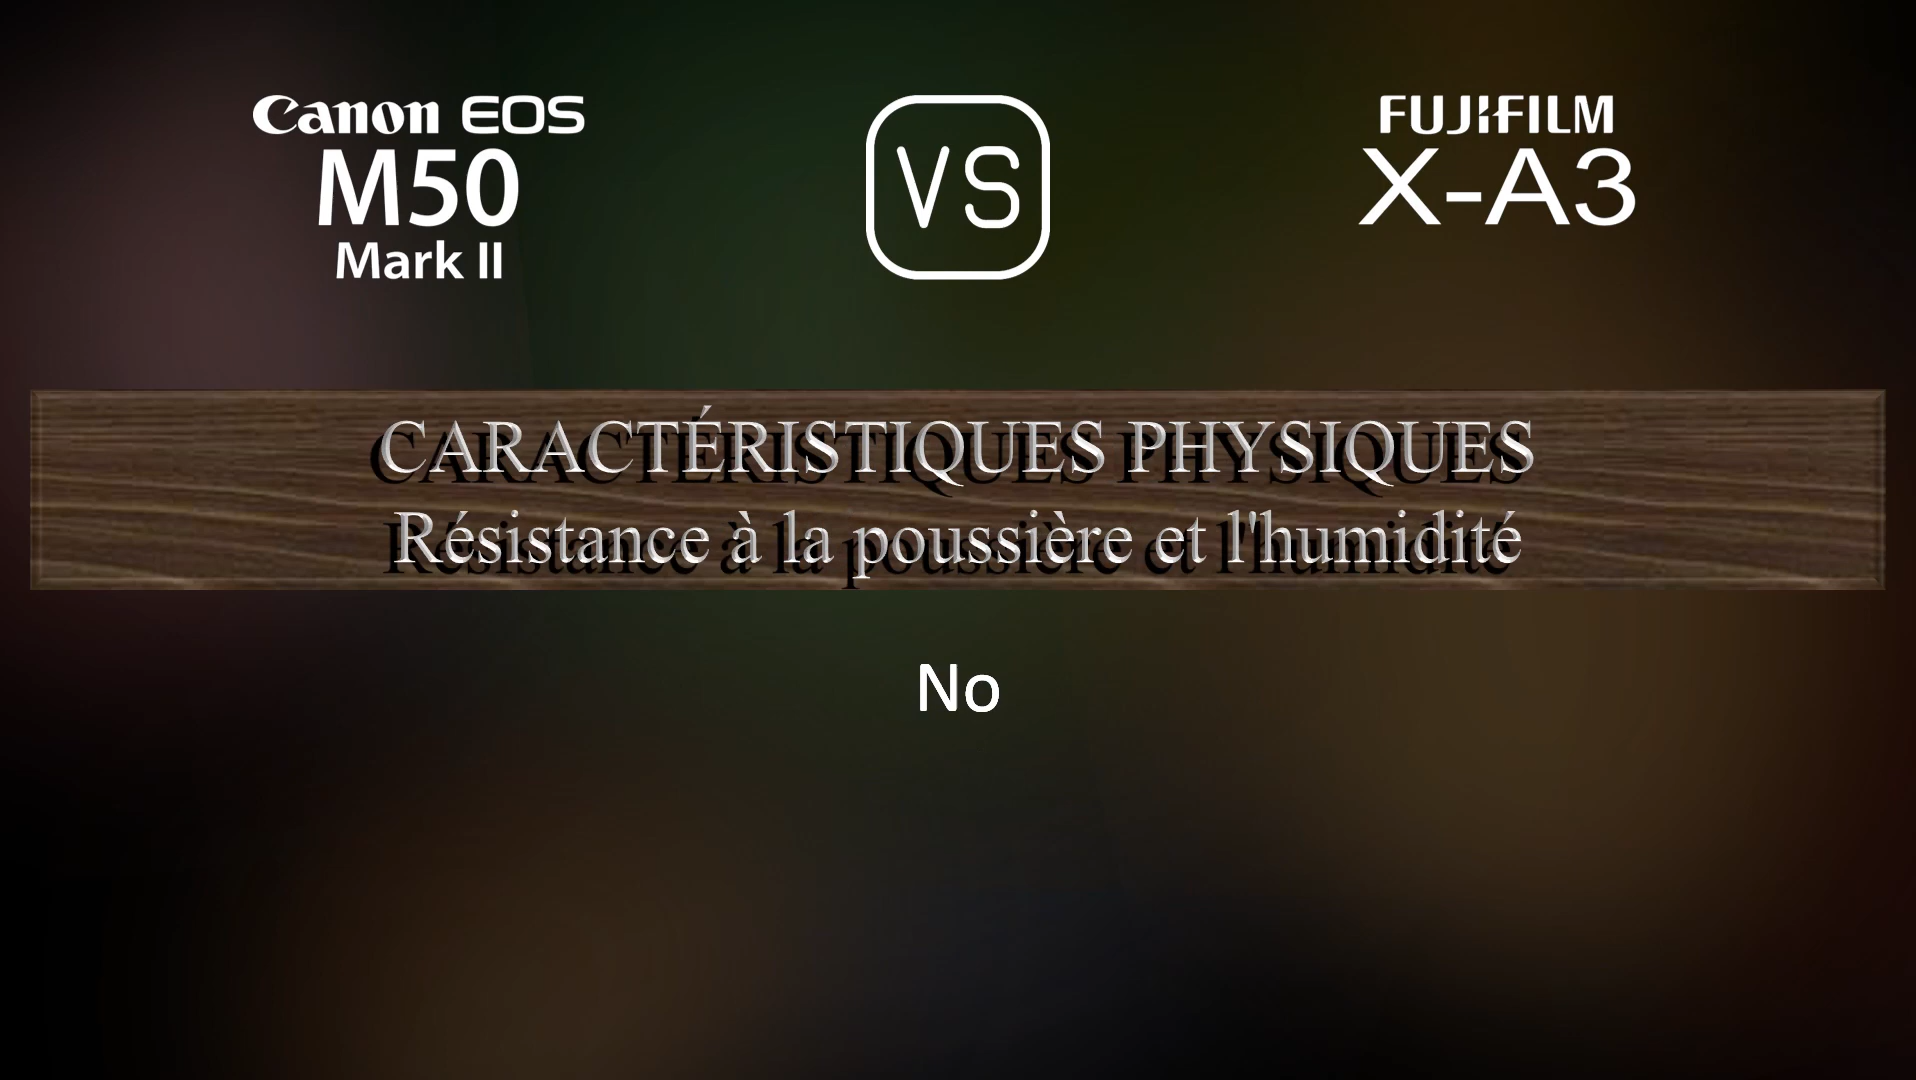 Canon EOS
M50
Mark II
VS
FUJIFILM
X-A3
CARACTÉRISTIQUES PHYSIQUES
Résistance à la poussière et l'humidité
No